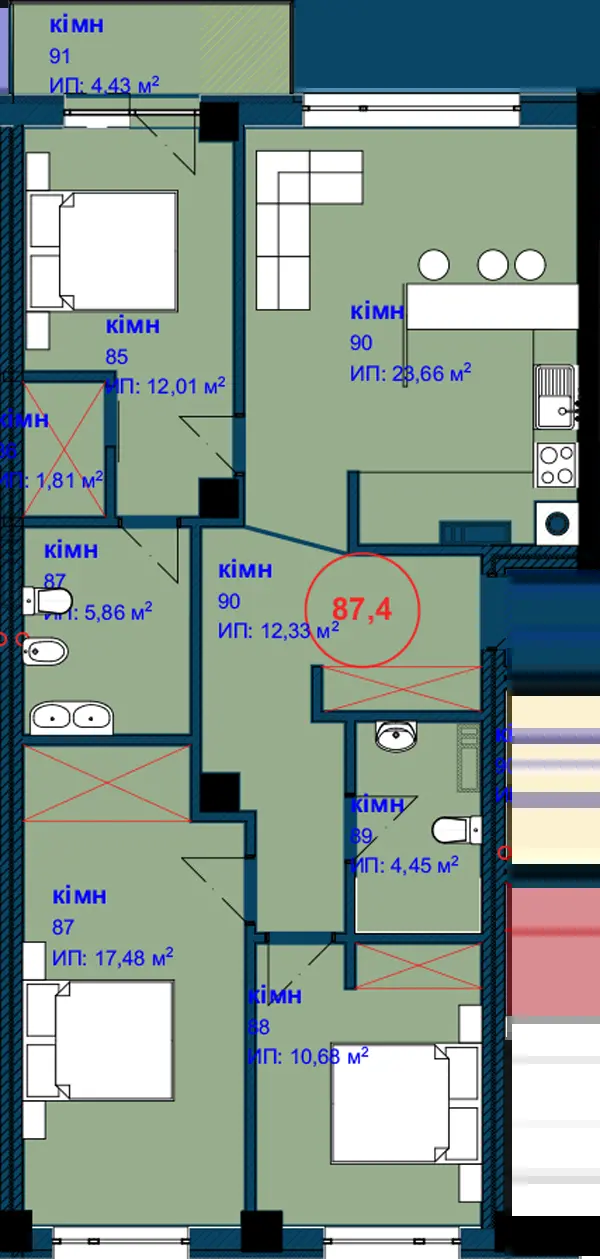 кімн
91
ИП: 4,43 м²
кімн
85
ИП: 12,01 м²
кімн
90
ИП: 23,66 м²
кімн
ИП: 1,81 м²
кімн
87
ИП: 5,86 м²
кімн
90
ИП: 12,33 м²
87,4
кімн
89
ИП: 4,45 м²
кімн
87
ИП: 17,48 м²
кімн
88
ИП: 10,68 м²